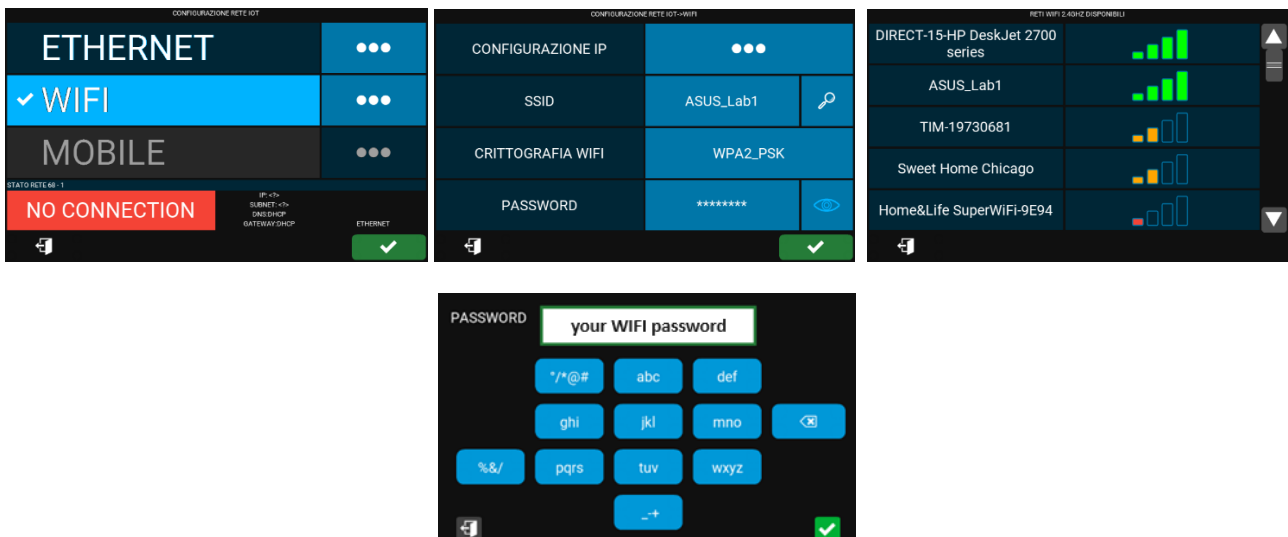 CONFIGURAZIONE RETE IOT
ETHERNET
WIFI
MOBILE
STATO RETE 68 - 1
NO CONNECTION
IP: <?>
SUBNET: <?>
DNS:DHCP
GATEWAY:DHCP
ETHERNET
CONFIGURAZIONE RETE IOT->WIFI
CONFIGURAZIONE IP
SSID ASUS_Lab1
CRITTOGRAFIA WIFI WPA2_PSK
PASSWORD ********
RETI WIFI 2.4GHZ DISPONIBILI
DIRECT-15-HP DeskJet 2700
series
ASUS_Lab1
TIM-19730681
Sweet Home Chicago
Home&Life SuperWiFi-9E94
PASSWORD your WIFI password
*/*@# abc def
ghi jkl mno
%&/ pqrs tuv wxyz
_-+